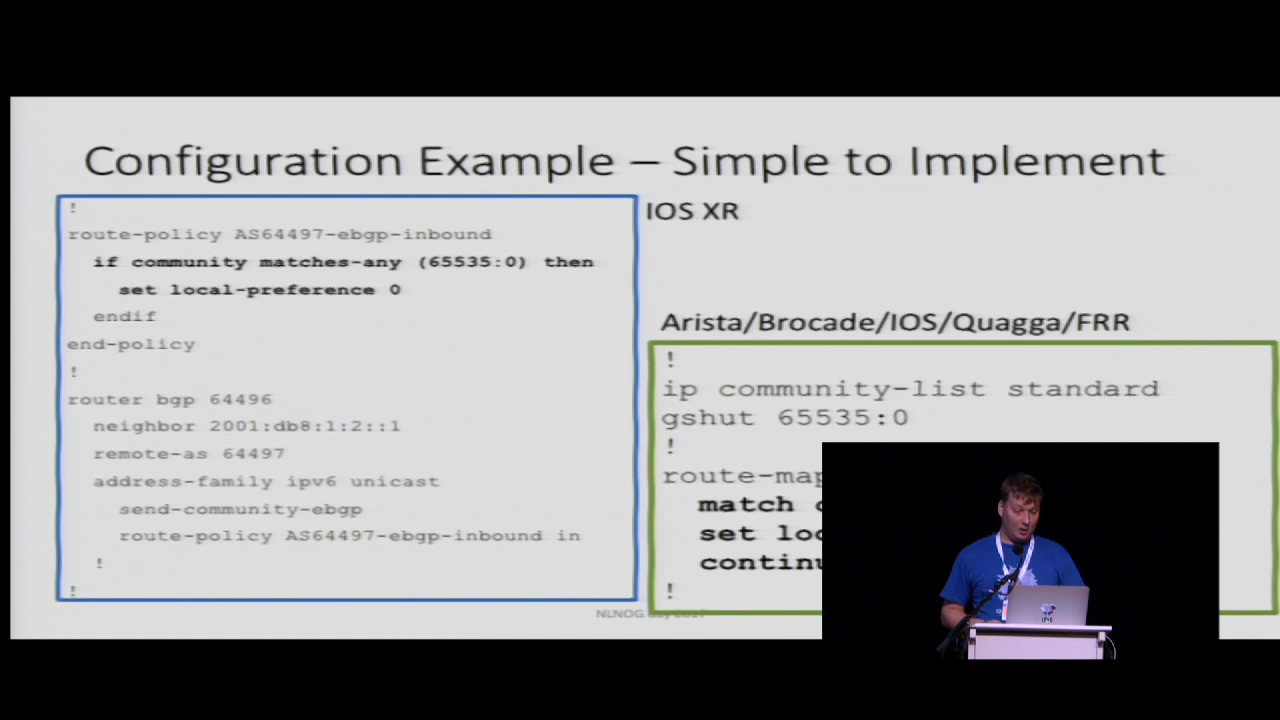 Configuration Example – Simple to Implement
!
route-policy AS64497-ebgp-inbound
if community matches-any (65535:0) then
set local-preference 0
endif
end-policy
!
router bgp 64496
neighbor 2001:db8:1:2::1
remote-as 64497
address-family ipv6 unicast
send-community-ebgp
route-policy AS64497-ebgp-inbound in
!
!
IOS XR
Arista/Brocade/IOS/Quagga/FRR
!
ip community-list standard
gshut 65535:0
!
route-map
match
set
!
NLNOG